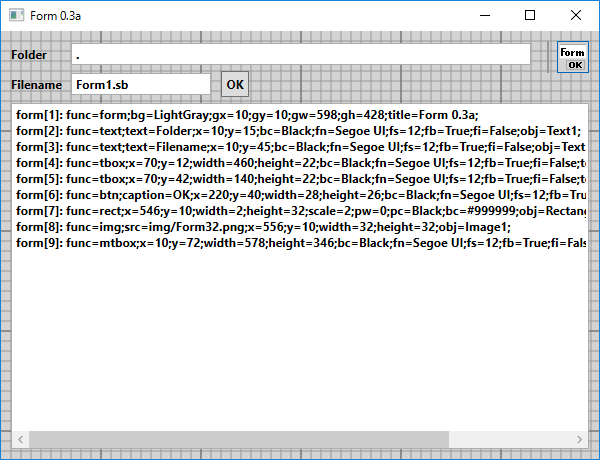 Form 0.3a
Folder .
Form
OK
Filename Form1.sb OK
form[1]: func=form;bg=LightGray;gx=10;gy=10;gw=598;gh=428;title=Form 0.3a;
form[2]: func=text;text=Folder;x=10;y=15;bc=Black;fn=Segoe UI;fs=12;fb=True;fi=False;obj=Text1;
form[3]: func=text;text=Filename;x=10;y=45;bc=Black;fn=Segoe UI;fs=12;fb=True;fi=False;obj=Text
form[4]: func=tbox;x=70;y=12;width=460;height=22;bc=Black;fn=Segoe UI;fs=12;fb=True;fi=False;te
form[5]: func=tbox;x=70;y=42;width=140;height=22;bc=Black;fn=Segoe UI;fs=12;fb=True;fi=False;te
form[6]: func=btn;caption=OK;x=220;y=40;width=28;height=26;bc=Black;fn=Segoe UI;fs=12;fb=True
form[7]: func=rect;x=546;y=10;width=2;height=32;scale=2;pw=0;pc=Black;bc=#999999;obj=Rectang
form[8]: func=img;src=img/Form32.png;x=556;y=10;width=32;height=32;obj=Image1;
form[9]: func=mtbox;x=10;y=72;width=578;height=346;bc=Black;fn=Segoe UI;fs=12;fb=True;fi=Fals